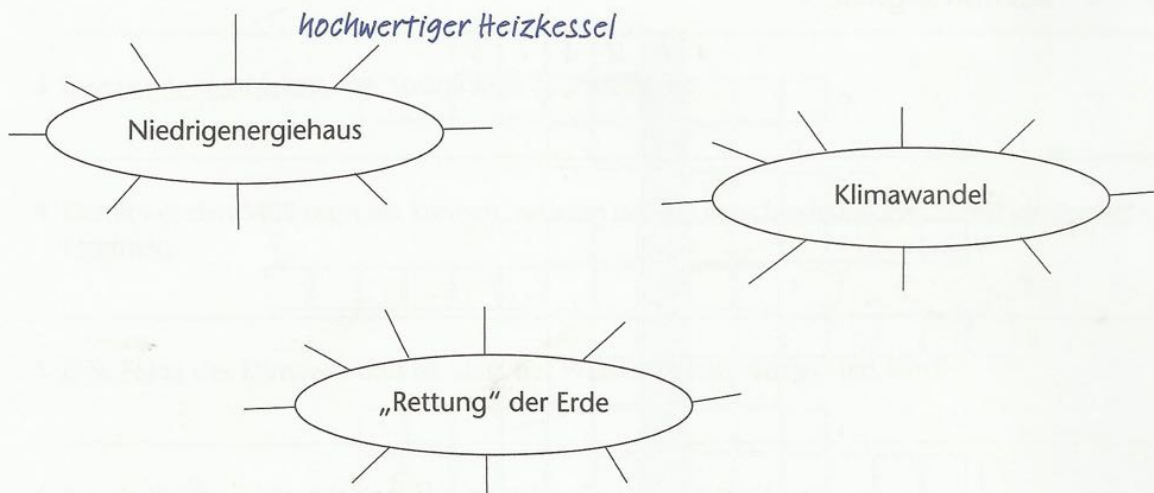 hochwertiger Heizkessel
Niedrigenergiehaus
Klimawandel
„Rettung“ der Erde